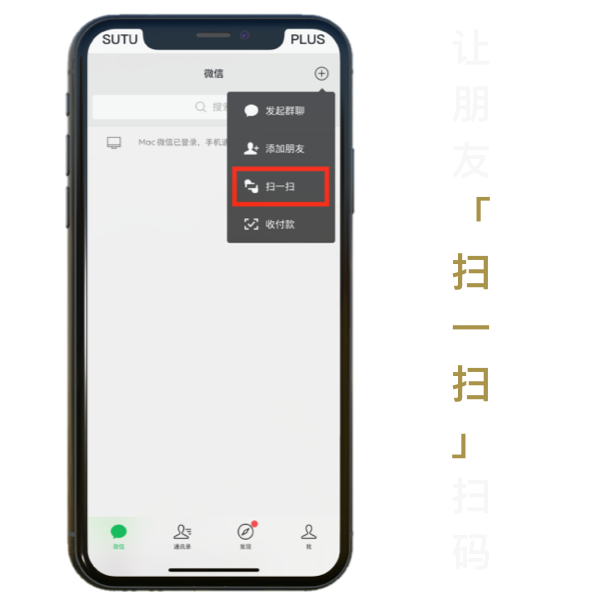 SUTU PLUS
微信
搜索
发起群聊
Mac 微信已登录，手机通
添加朋友
扫一扫
收付款
微信 通讯录 发现 我
让朋友「扫一扫」扫码